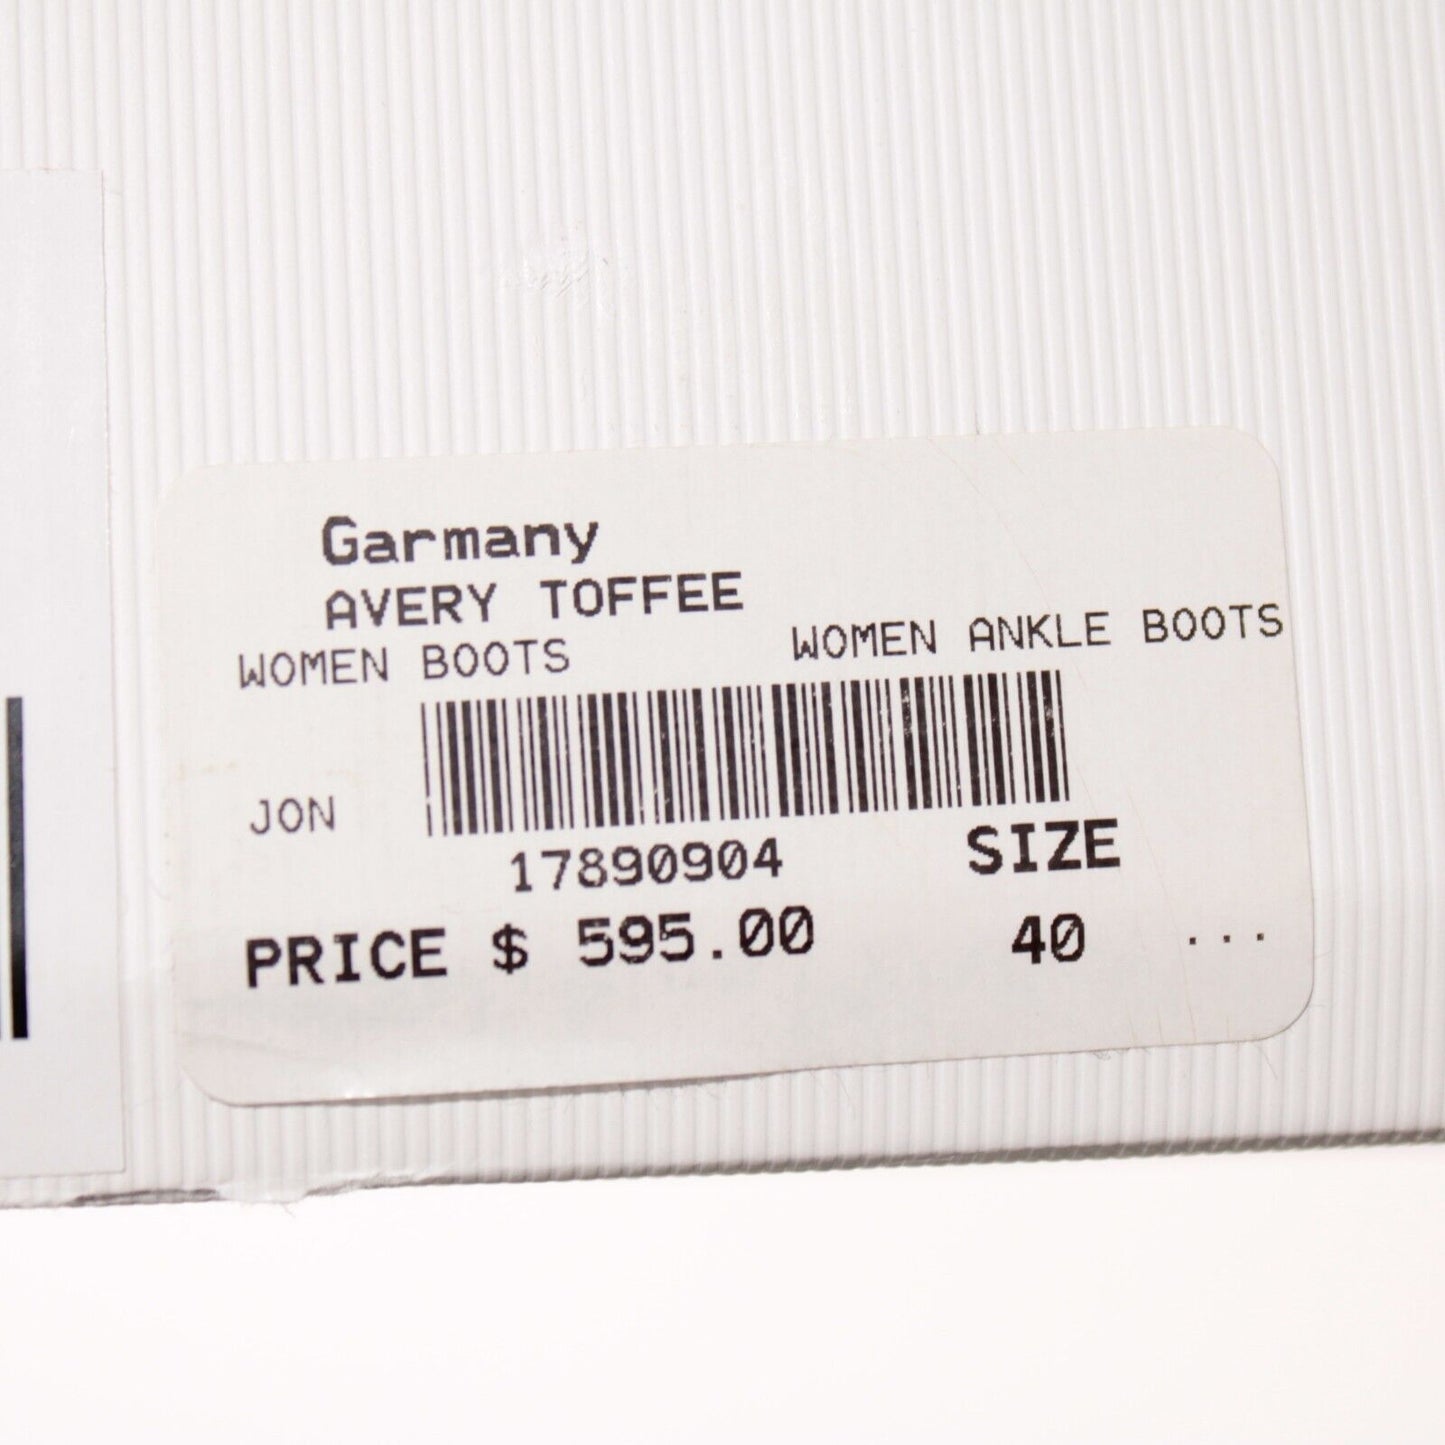 Garmany
AVERY TOFFEE
WOMEN BOOTS WOMEN ANKLE BOOTS
JON
17890904 SIZE
PRICE $ 595.00 40 ...